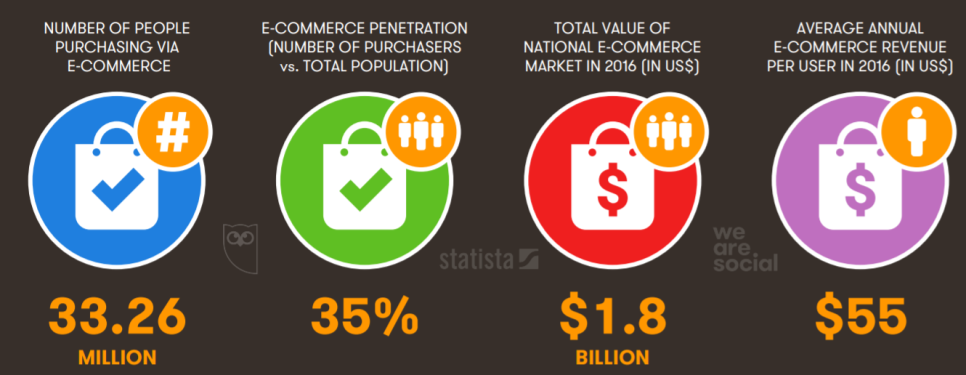 NUMBER OF PEOPLE
PURCHASING VIA
E-COMMERCE
#
33.26
MILLION
E-COMMERCE PENETRATION
(NUMBER OF PURCHASERS
vs. TOTAL POPULATION)
35%
TOTAL VALUE OF
NATIONAL E-COMMERCE
MARKET IN 2016 (IN US$)
$
$1.8
BILLION
AVERAGE ANNUAL
E-COMMERCE REVENUE
PER USER IN 2016 (IN US$)
$
$55
statista
we
are
social